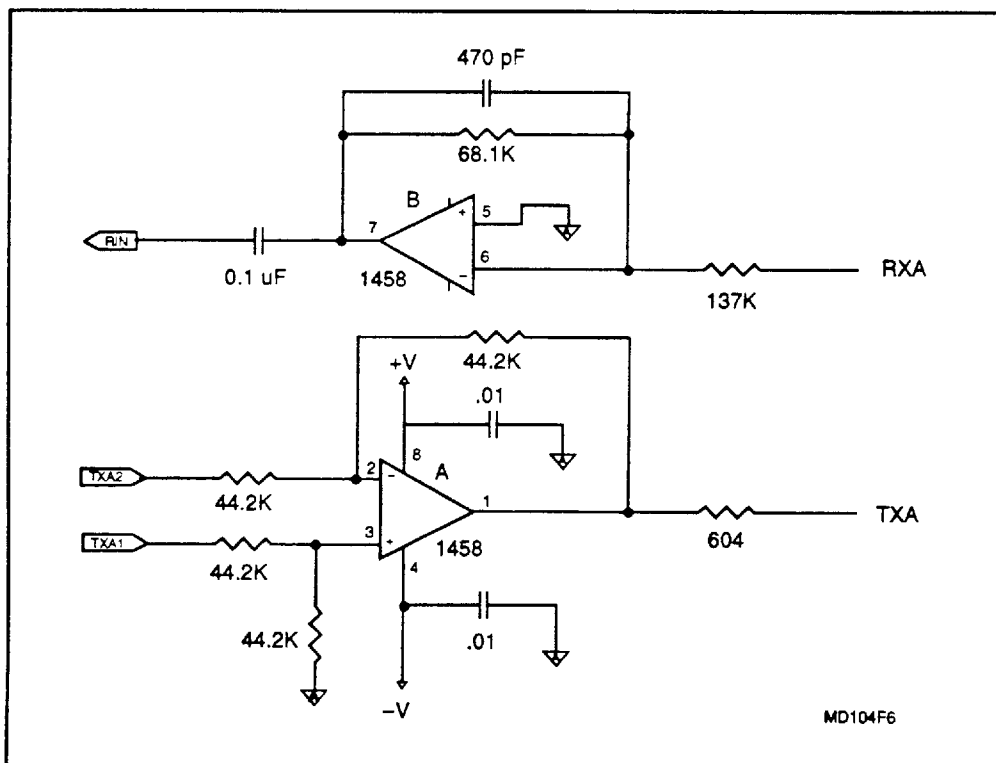 470 pF
68.1K
B
+
5
7
6
−
1458
RIN
0.1 uF
A
137K
RXA
44.2K
+V
.01
8
A
A
TXA2
44.2K
2
−
1
604
TXA
TXA1
44.2K
3
+
1458
4
44.2K
.01
A
A
−V
MD104F6